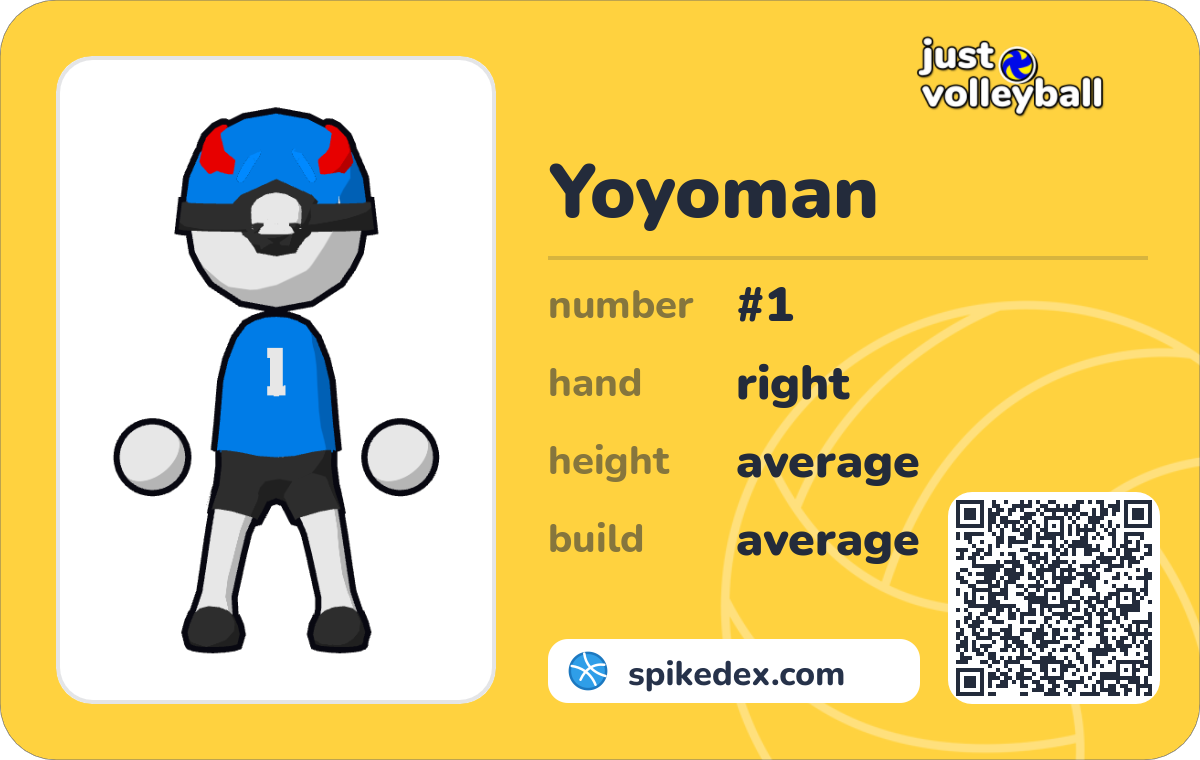 just
volleyball
Yoyoman
number #1
hand right
height average
build average
1
spikedex.com